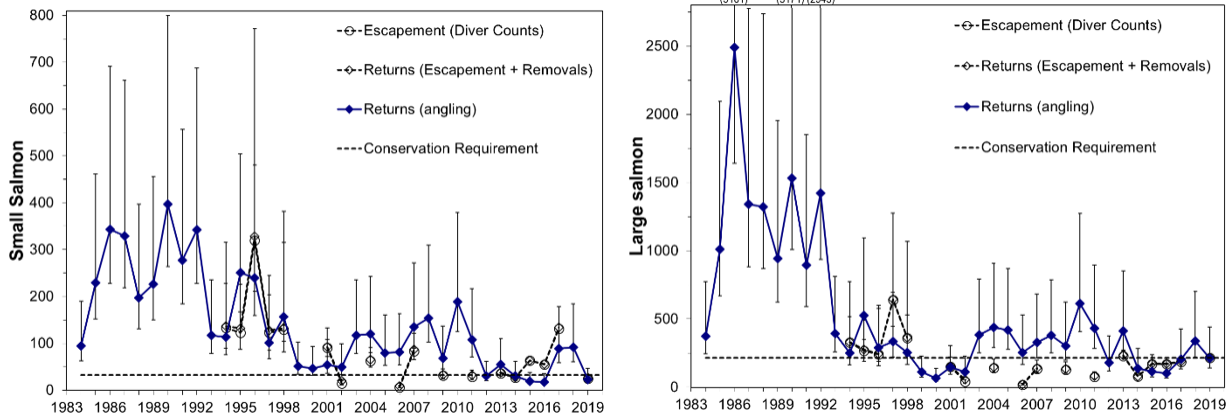 Small Salmon
800
700
600
500
400
300
200
100
0
1983 1986 1989 1992 1995 1998 2001 2004 2007 2010 2013 2016 2019
Escapement (Diver Counts)
Returns (Escapement + Removals)
Returns (angling)
Conservation Requirement
Large salmon
2500
2000
1500
1000
500
0
1983 1986 1989 1992 1995 1998 2001 2004 2007 2010 2013 2016 2019
Escapement (Diver Counts)
Returns (Escapement + Removals)
Returns (angling)
Conservation Requirement